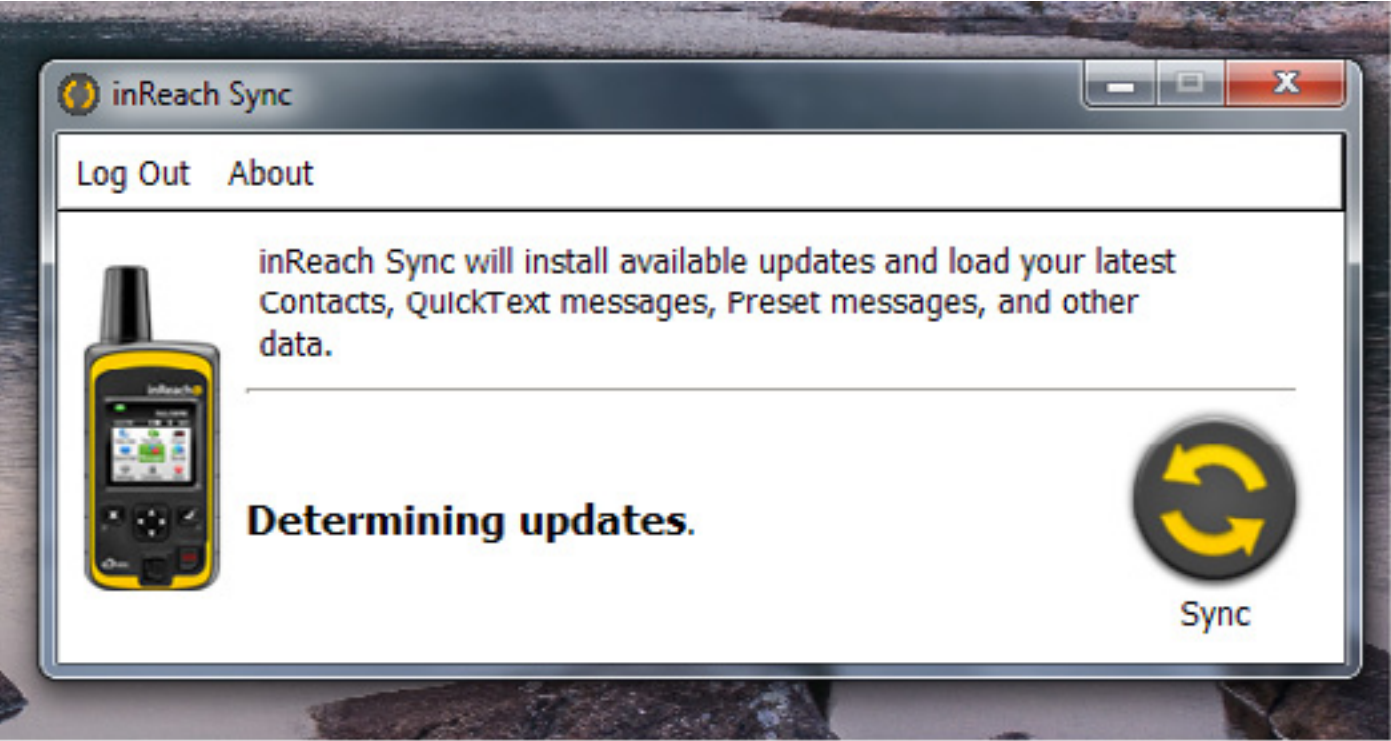 inReach Sync
Log Out About
inReach Sync will install available updates and load your latest
Contacts, QuickText messages, Preset messages, and other
data.
inReach
Determining updates.
Sync